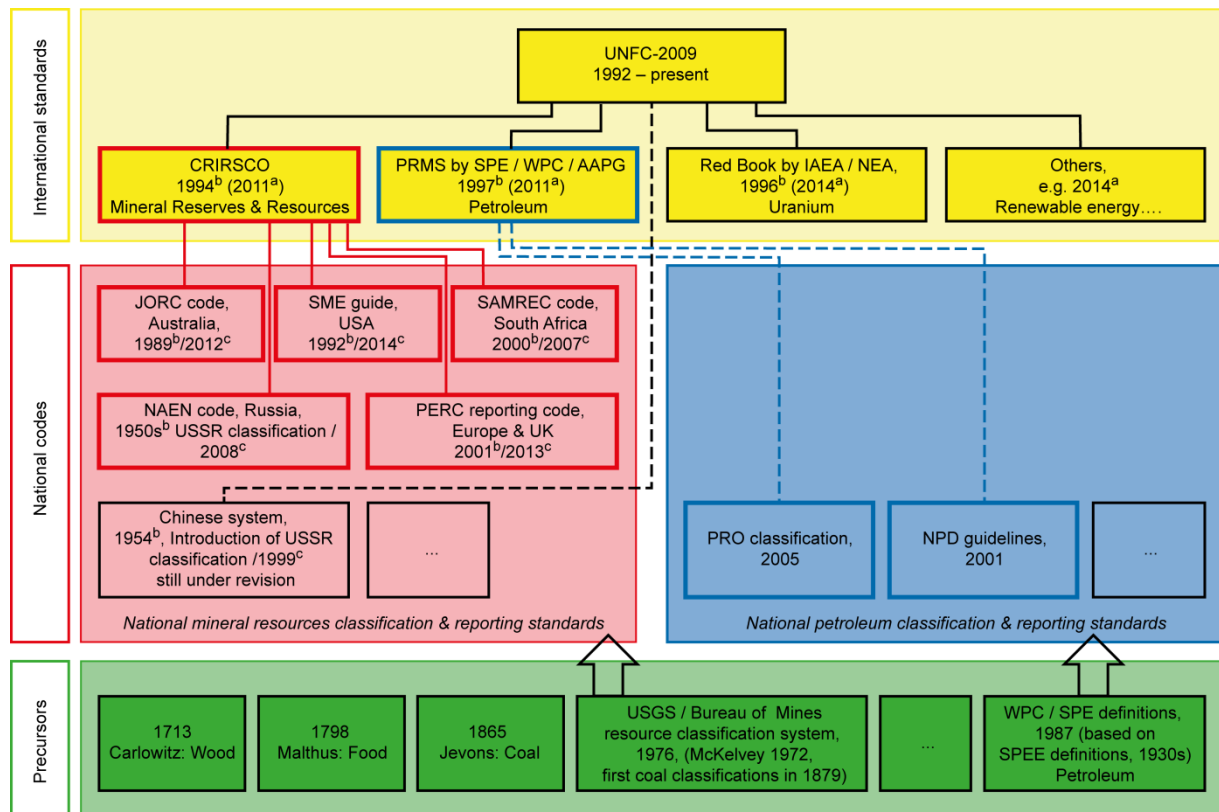 International standards
UNFC-2009
1992 – present
CRIRSCO
1994ᵇ (2011ᵃ)
Mineral Reserves & Resources
PRMS by SPE / WPC / AAPG
1997ᵇ (2011ᵃ)
Petroleum
Red Book by IAEA / NEA,
1996ᵇ (2014ᵃ)
Uranium
Others,
e.g. 2014ᵃ
Renewable energy....
National codes
JORC code,
Australia,
1989ᵇ/2012ᶜ
SME guide,
USA
1992ᵇ/2014ᶜ
SAMREC code,
South Africa
2000ᵇ/2007ᶜ
NAEN code, Russia,
1950sᵇ USSR classification /
2008ᶜ
PERC reporting code,
Europe & UK
2001ᵇ/2013ᶜ
Chinese system,
1954ᵇ, Introduction of USSR
classification /1999ᶜ
still under revision
...
National mineral resources classification & reporting standards
PRO classification,
2005
NPD guidelines,
2001
...
National petroleum classification & reporting standards
Precursors
1713
Carlowitz: Wood
1798
Malthus: Food
1865
Jevons: Coal
USGS / Bureau of Mines
resource classification system,
1976, (McKelvey 1972,
first coal classifications in 1879)
...
WPC / SPE definitions,
1987 (based on
SPEE definitions, 1930s)
Petroleum